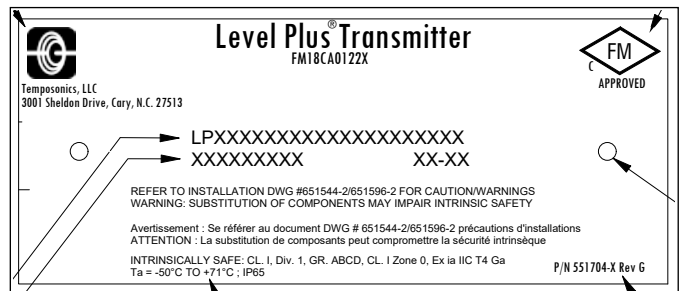 Level Plus® Transmitter
FM18CA0122X
FM
C
APPROVED
Temposonics, LLC
3001 Sheldon Drive, Cary, N.C. 27513
LPXXXXXXXXXXXXXXXXXXXX
XXXXXXXXX XX-XX
REFER TO INSTALLATION DWG #651544-2/651596-2 FOR CAUTION/WARNINGS
WARNING: SUBSTITUTION OF COMPONENTS MAY IMPAIR INTRINSIC SAFETY
Avertissement : Se référer au document DWG # 651544-2/651596-2 précautions d'installations
ATTENTION : La substitution de composants peut compromettre la sécurité intrinsèque
INTRINSICALLY SAFE: CL. I, Div. 1, GR. ABCD, CL. I Zone 0, Ex ia IIC T4 Ga
Ta = -50°C TO +71°C ; IP65
P/N 551704-X Rev G